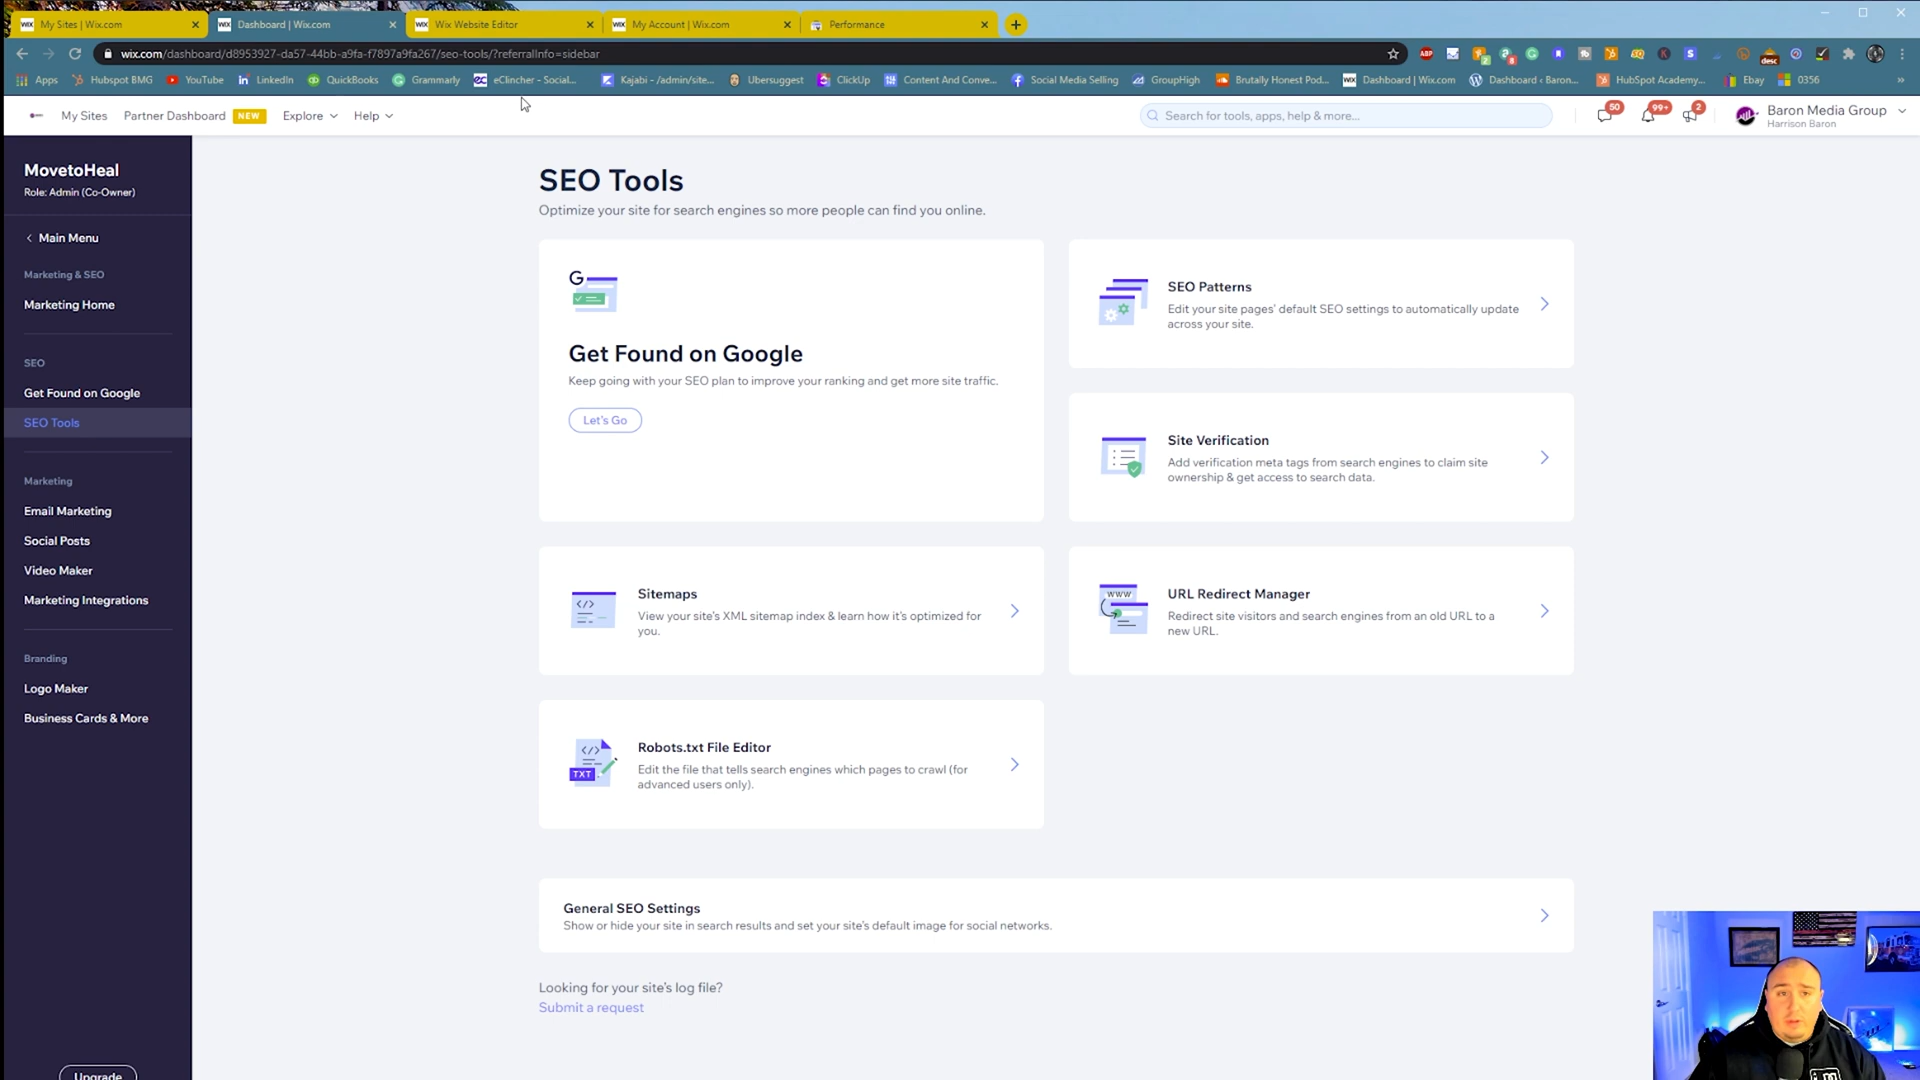 WIX My Sites | Wix.com
WIX Dashboard | Wix.com
WIX Wix Website Editor
WIX My Account | Wix.com
Performance
wix.com/dashboard/d8953927-da57-44bb-a9fa-f7897a9fa267/seo-tools/?referralInfo=sidebar
ABP
desc
Apps
Hubspot BMG
YouTube
LinkedIn
QuickBooks
Grammarly
eClincher - Social...
Kajabi - /admin/site...
Ubersuggest
ClickUp
Content And Conve...
Social Media Selling
GroupHigh
Brutally Honest Pod...
WIX Dashboard | Wix.com
Dashboard ‹ Baron...
HubSpot Academy...
Ebay
0356
My Sites
Partner Dashboard NEW
Explore
Help
Search for tools, apps, help & more...
50
99+
2
Baron Media Group
Harrison Baron
MovetoHeal
Role: Admin (Co-Owner)
Main Menu
Marketing & SEO
Marketing Home
SEO
Get Found on Google
SEO Tools
Marketing
Email Marketing
Social Posts
Video Maker
Marketing Integrations
Branding
Logo Maker
Business Cards & More
Upgrade
SEO Tools
Optimize your site for search engines so more people can find you online.
G
Get Found on Google
Keep going with your SEO plan to improve your ranking and get more site traffic.
Let's Go
SEO Patterns
Edit your site pages' default SEO settings to automatically update
across your site.
Site Verification
Add verification meta tags from search engines to claim site
ownership & get access to search data.
</>
Sitemaps
View your site's XML sitemap index & learn how it's optimized for
you.
WWW
URL Redirect Manager
Redirect site visitors and search engines from an old URL to a
new URL.
</>
TXT
Robots.txt File Editor
Edit the file that tells search engines which pages to crawl (for
advanced users only).
General SEO Settings
Show or hide your site in search results and set your site's default image for social networks.
Looking for your site's log file?
Submit a request